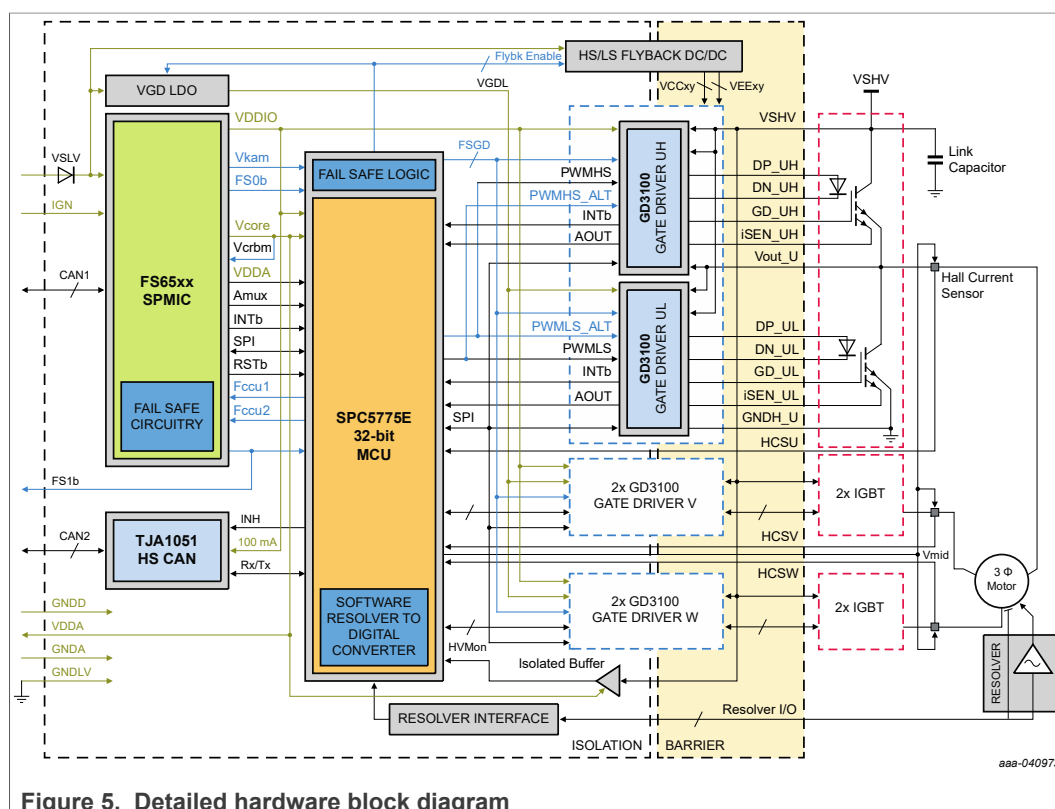 Flybk Enable
HS/LS FLYBACK DC/DC
VGD LDO
VGDL
VCCxy
VEExy
VSHV
VDDIO
VSHV
VSLV
Vkam
FS0b
FAIL SAFE LOGIC
FSGD
PWMHS
PWMHS_ALT
INTb
AOUT
GD3100
GATE DRIVER UH
DP_UH
DN_UH
GD_UH
iSEN_UH
Vout_U
Link
Capacitor
IGN
Vcore
Vcrbm
FS65xx
SPMIC
CAN1
VDDA
Amux
INTb
SPI
RSTb
Fccu1
Fccu2
FAIL SAFE
CIRCUITRY
Hall Current
Sensor
PWMLS_ALT
PWMLS
INTb
AOUT
SPI
GD3100
GATE DRIVER UL
DP_UL
DN_UL
GD_UL
iSEN_UL
GNDH_U
HCSU
SPC5775E
32-bit
MCU
FS1b
2x GD3100
GATE DRIVER V
2x IGBT
HCSV
Vmid
CAN2
TJA1051
HS CAN
INH
100 mA
Rx/Tx
HCSW
3 Φ
Motor
SOFTWARE
RESOLVER TO
DIGITAL
CONVERTER
2x GD3100
GATE DRIVER W
2x IGBT
HVMon
GNDD
VDDA
GNDA
GNDLV
Isolated Buffer
RESOLVER
RESOLVER INTERFACE
Resolver I/O
ISOLATION
BARRIER
aaa-04097
Figure 5. Detailed hardware block diagram